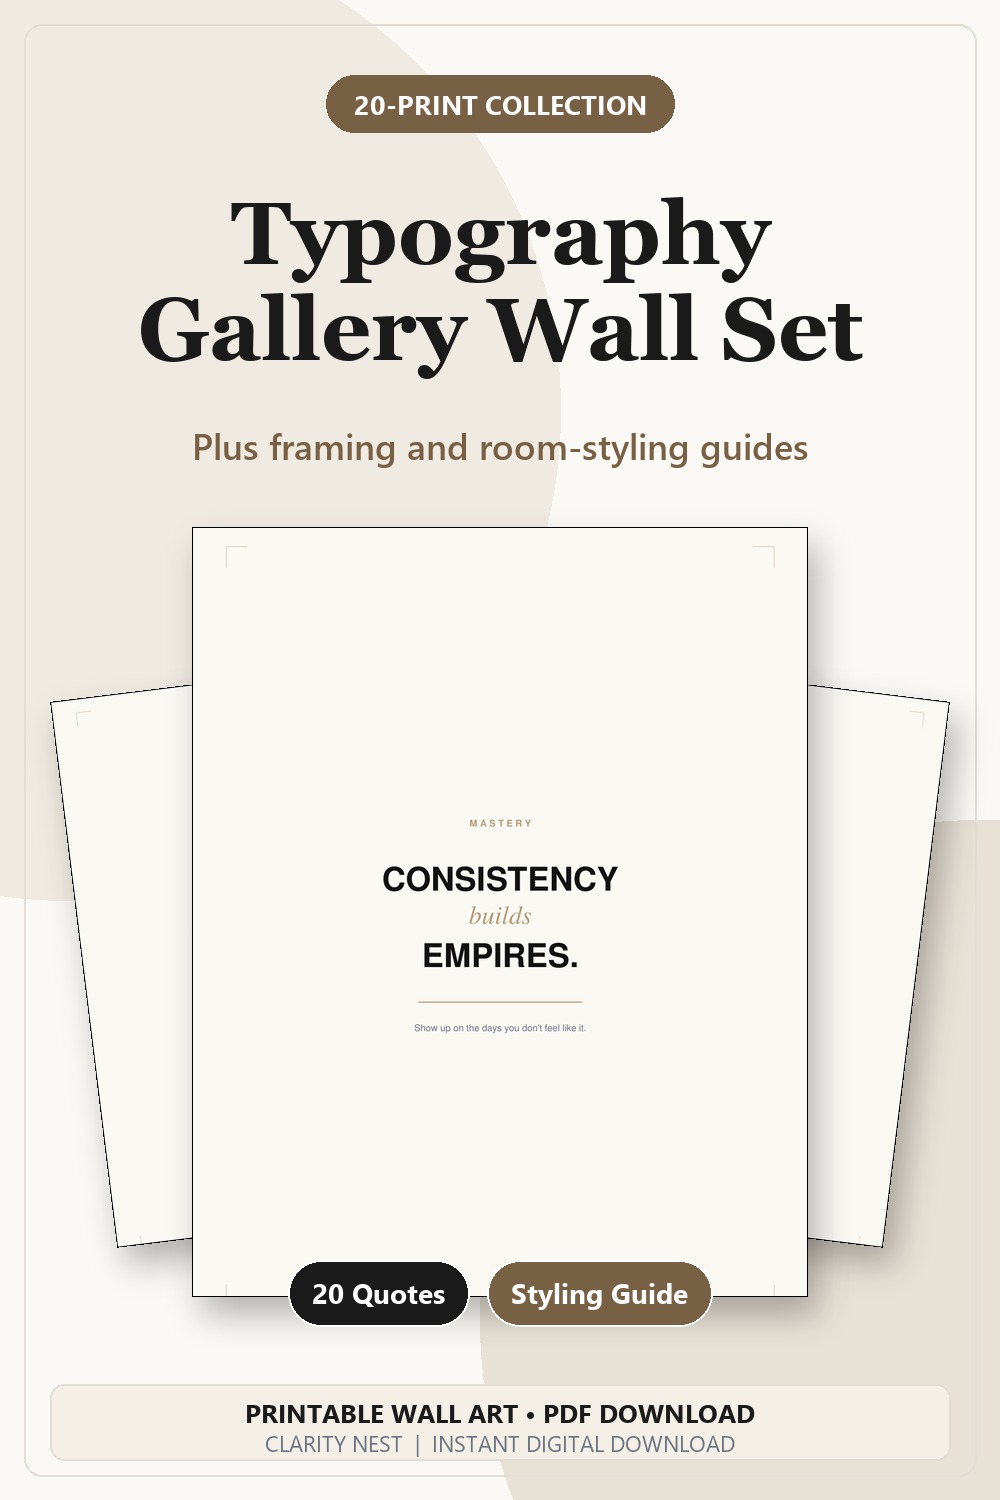 20-PRINT COLLECTION
Typography
Gallery Wall Set
Plus framing and room-styling guides
MASTERY
CONSISTENCY
builds
EMPIRES.
Show up on the days you don't feel like it.
20 Quotes
Styling Guide
PRINTABLE WALL ART • PDF DOWNLOAD
CLARITY NEST | INSTANT DIGITAL DOWNLOAD